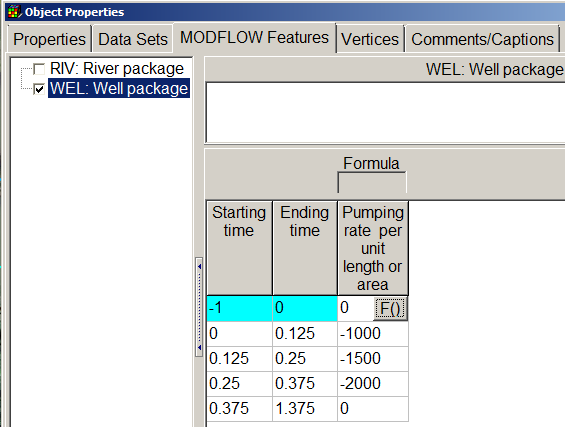 Object Properties
Properties Data Sets MODFLOW Features Vertices Comments/Captions
RIV: River package
WEL: Well package
WEL: Well package
Formula
Starting time Ending time Pumping rate per unit length or area
-1 0 0 F()
0 0.125 -1000
0.125 0.25 -1500
0.25 0.375 -2000
0.375 1.375 0